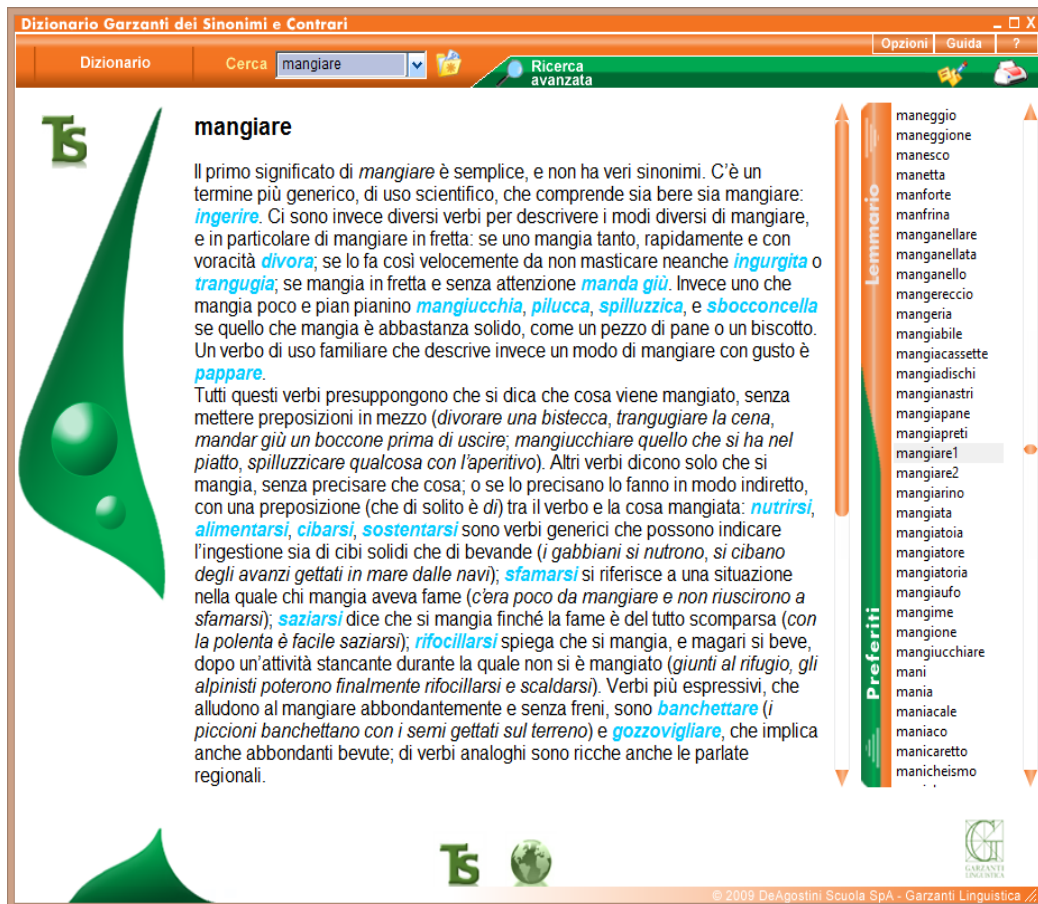 Dizionario Garzanti dei Sinonimi e Contrari
Opzioni Guida ?
Dizionario Cerca mangiare Ricerca
avanzata
Ts
mangiare
Il primo significato di mangiare è semplice, e non ha veri sinonimi. C'è un
termine più generico, di uso scientifico, che comprende sia bere sia mangiare:
ingerire. Ci sono invece diversi verbi per descrivere i modi diversi di mangiare,
e in particolare di mangiare in fretta: se uno mangia tanto, rapidamente e con
voracità divora; se lo fa così velocemente da non masticare neanche ingurgita o
trangugia; se mangia in fretta e senza attenzione manda giù. Invece uno che
mangia poco e pian pianino mangiucchia, pilucca, spilluzzica, e sbocconcella
se quello che mangia è abbastanza solido, come un pezzo di pane o un biscotto.
Un verbo di uso familiare che descrive invece un modo di mangiare con gusto è
pappare.
Tutti questi verbi presuppongono che si dica che cosa viene mangiato, senza
mettere preposizioni in mezzo (divorare una bistecca, trangugiare la cena,
mandar giù un boccone prima di uscire; mangiucchiare quello che si ha nel
piatto, spilluzzicare qualcosa con l'aperitivo). Altri verbi dicono solo che si
mangia, senza precisare che cosa; o se lo precisano lo fanno in modo indiretto,
con una preposizione (che di solito è di) tra il verbo e la cosa mangiata: nutrirsi,
alimentarsi, cibarsi, sostentarsi sono verbi generici che possono indicare
l'ingestione sia di cibi solidi che di bevande (i gabbiani si nutrono, si cibano
degli avanzi gettati in mare dalle navi); sfamarsi si riferisce a una situazione
nella quale chi mangia aveva fame (c'era poco da mangiare e non riuscirono a
sfamarsi); saziarsi dice che si mangia finché la fame è del tutto scomparsa (con
la polenta è facile saziarsi); rifocillarsi spiega che si mangia, e magari si beve,
dopo un'attività stancante durante la quale non si è mangiato (giunti al rifugio, gli
alpinisti poterono finalmente rifocillarsi e scaldarsi). Verbi più espressivi, che
alludono al mangiare abbondantemente e senza freni, sono banchettare (i
piccioni banchettano con i semi gettati sul terreno) e gozzovigliare, che implica
anche abbondanti bevute; di verbi analoghi sono ricche anche le parlate
regionali.
Lemmario
Preferiti
maneggio
maneggione
manesco
manetta
manforte
manfrina
manganellare
manganellata
manganello
mangereccio
mangeria
mangiabile
mangiacassette
mangiadischi
mangianastri
mangiapane
mangiapreti
mangiare1
mangiare2
mangiarino
mangiata
mangiatoia
mangiatore
mangiatoria
mangiaufo
mangime
mangione
mangiucchiare
mani
mania
maniacale
maniaco
manicaretto
manicheismo
Ts
G
GARZANTI
LINGUISTICA
© 2009 DeAgostini Scuola SpA - Garzanti Linguistica